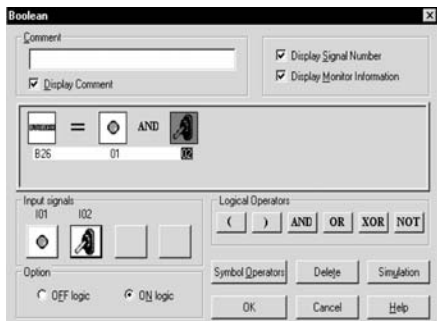 Boolean
Comment
Display Comment
Display Signal Number
Display Monitor Information
= AND
B26 01 I02
Input signals
I01 I02
Logical Operators
( ) AND OR XOR NOT
Option
OFF logic ON logic
Symbol Operators Delete Simulation
OK Cancel Help